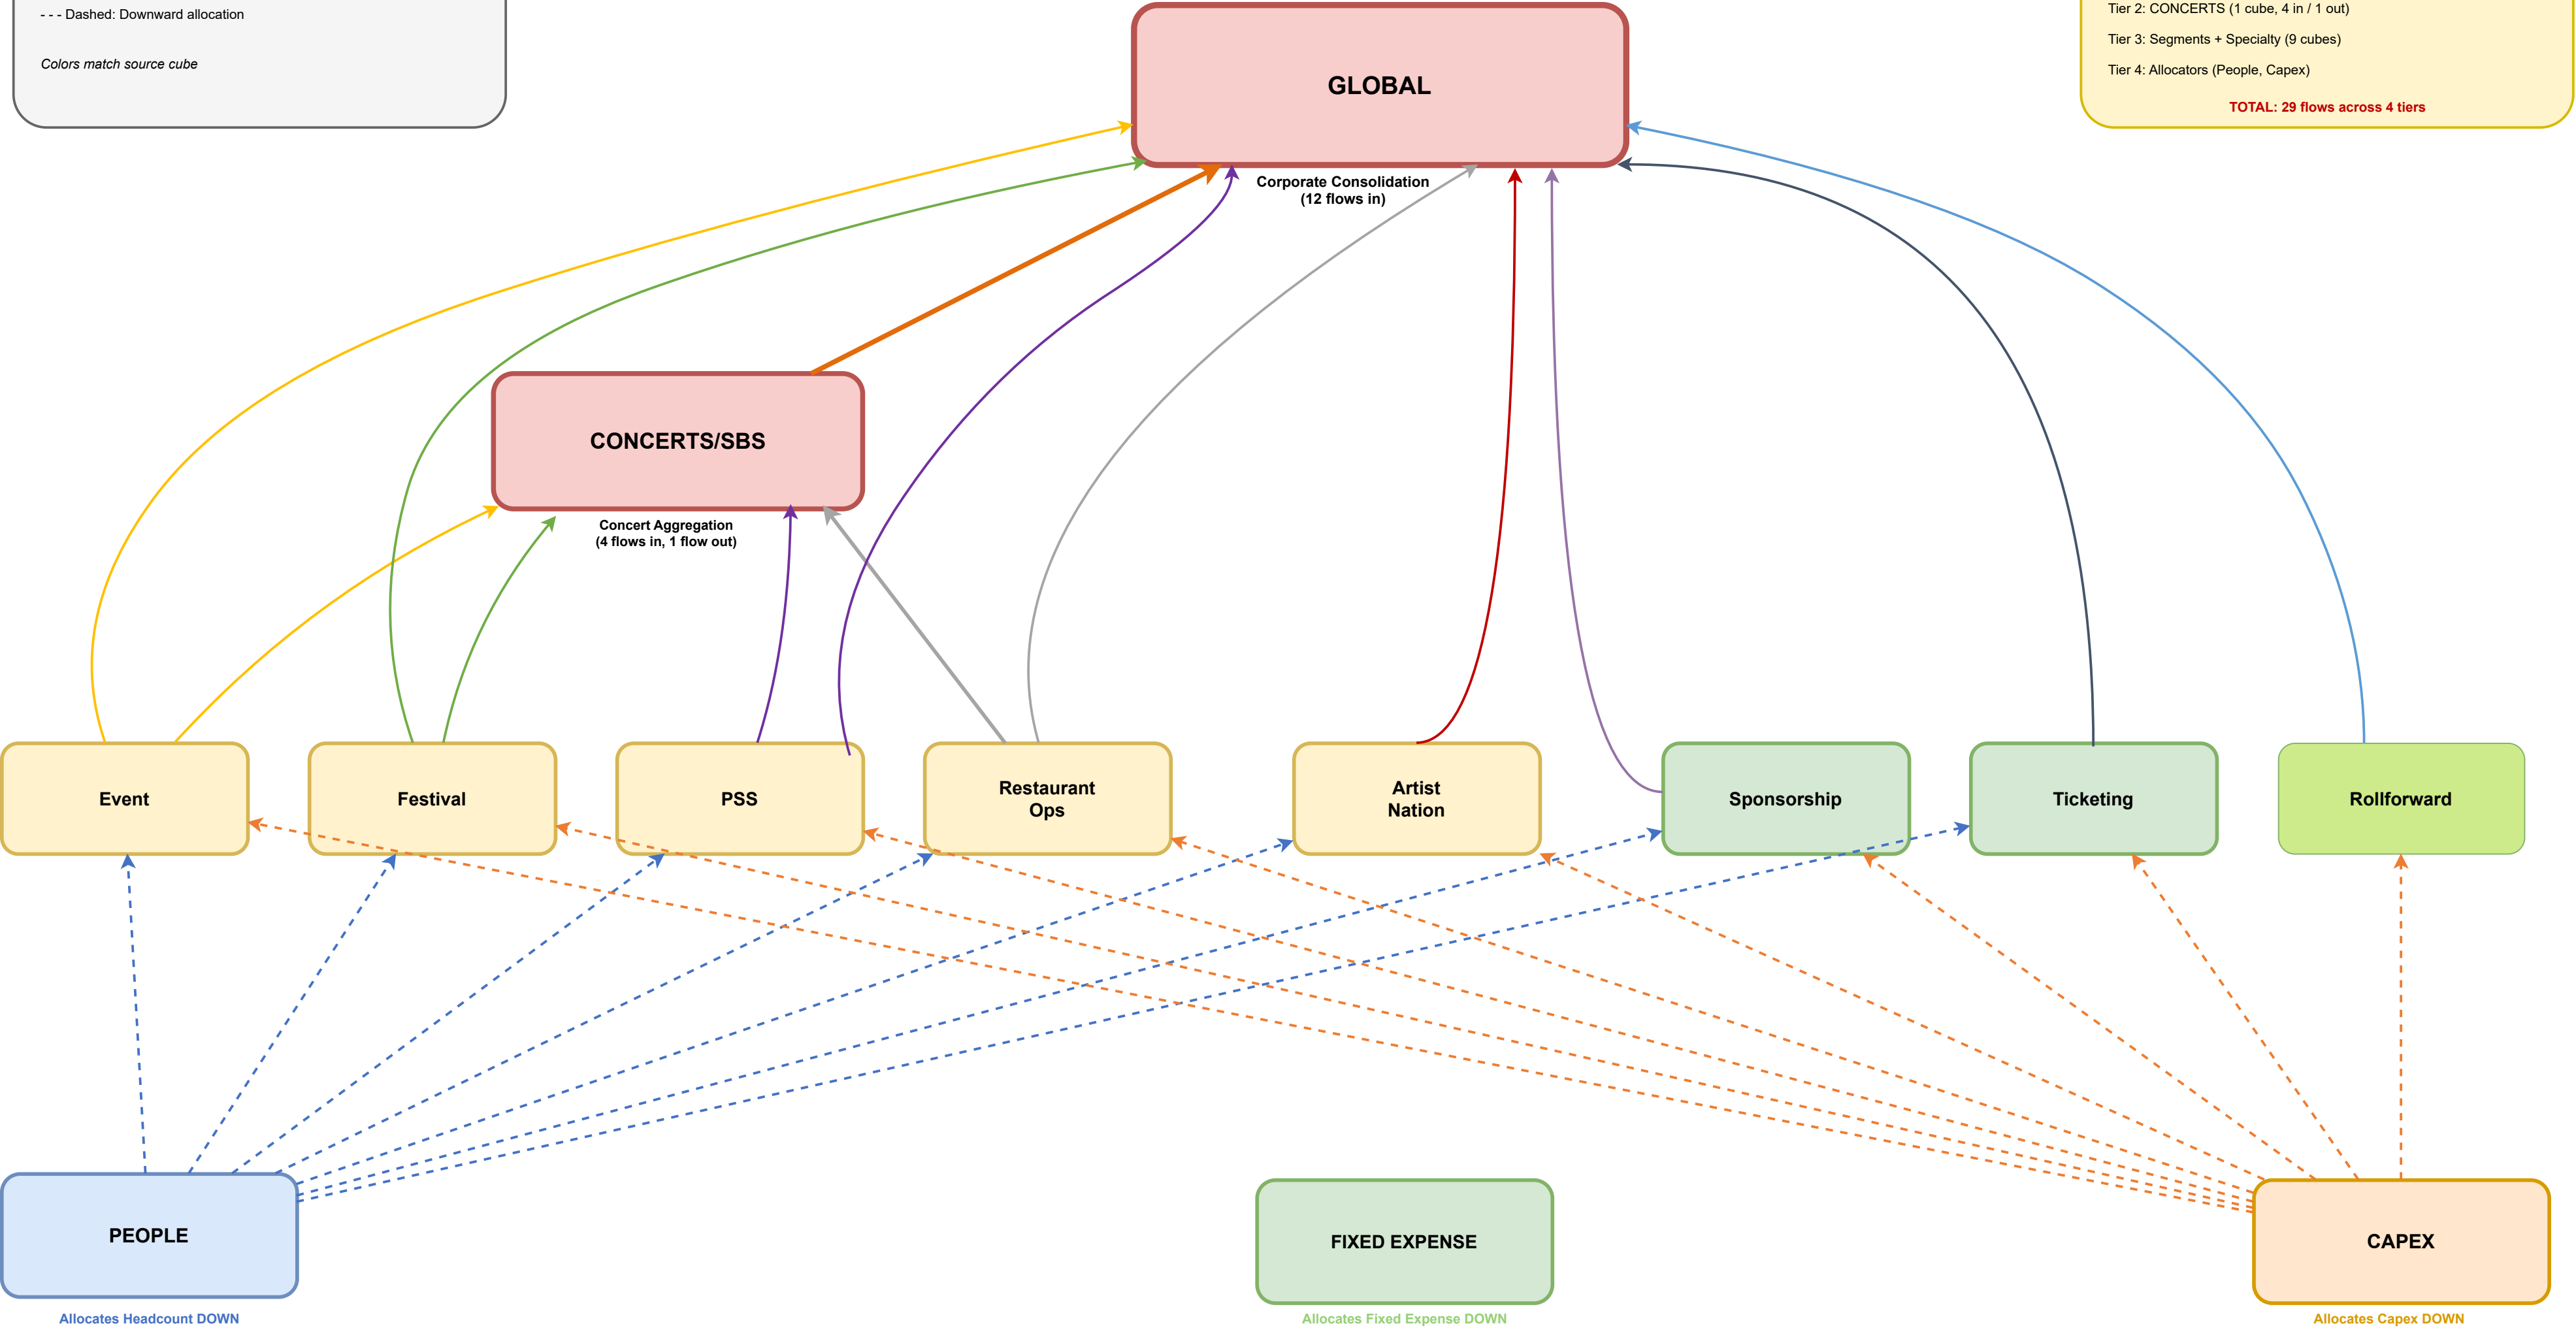 - - - Dashed: Downward allocation
Colors match source cube
Tier 2: CONCERTS (1 cube, 4 in / 1 out)
Tier 3: Segments + Specialty (9 cubes)
Tier 4: Allocators (People, Capex)
TOTAL: 29 flows across 4 tiers
GLOBAL
Corporate Consolidation
(12 flows in)
CONCERTS/SBS
Concert Aggregation
(4 flows in, 1 flow out)
Event
Festival
PSS
Restaurant
Ops
Artist
Nation
Sponsorship
Ticketing
Rollforward
PEOPLE
FIXED EXPENSE
CAPEX
Allocates Headcount DOWN
Allocates Fixed Expense DOWN
Allocates Capex DOWN